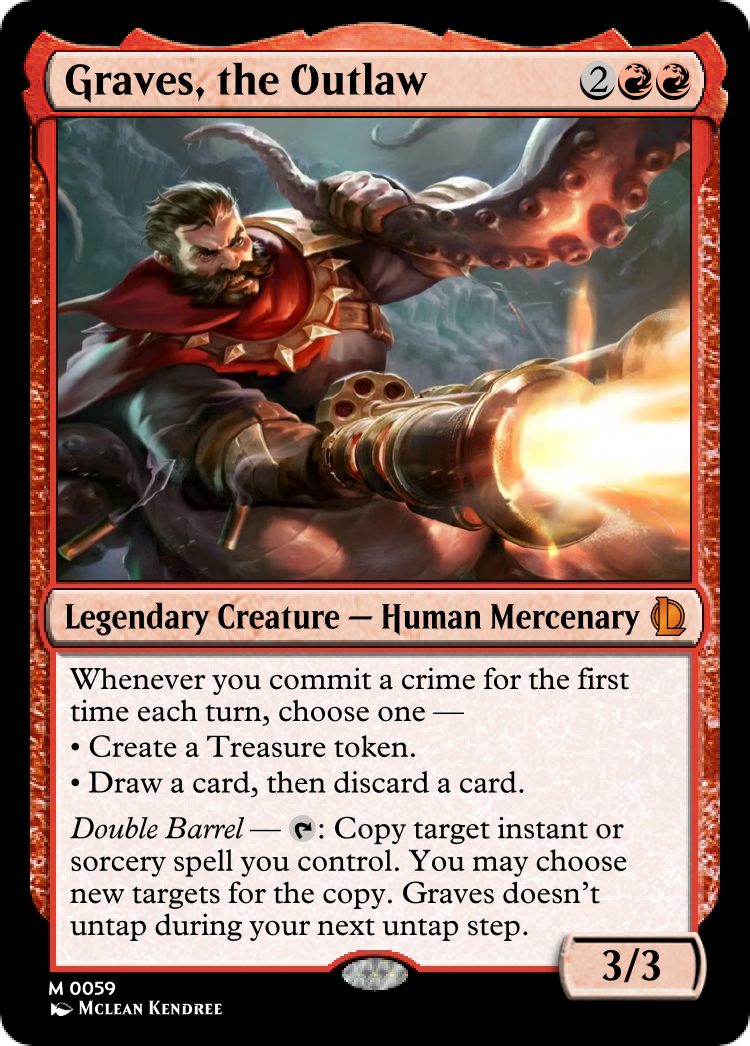 Graves, the Outlaw 2
Legendary Creature — Human Mercenary
Whenever you commit a crime for the first
time each turn, choose one —
• Create a Treasure token.
• Draw a card, then discard a card.
Double Barrel — : Copy target instant or
sorcery spell you control. You may choose
new targets for the copy. Graves doesn't
untap during your next untap step.
3/3
M 0059
Mclean Kendree